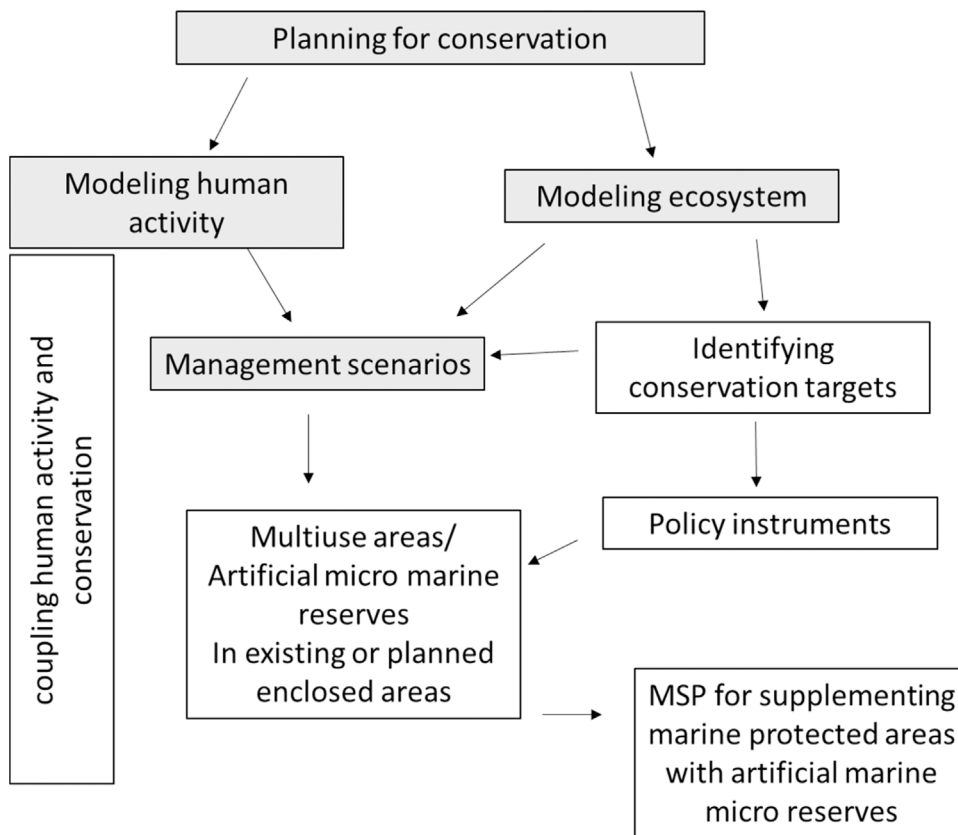 Planning for conservation
Modeling human
activity
Modeling ecosystem
coupling human activity and
conservation
Management scenarios
Identifying
conservation targets
Multiuse areas/
Artificial micro marine
reserves
In existing or planned
enclosed areas
Policy instruments
MSP for supplementing
marine protected areas
with artificial marine
micro reserves